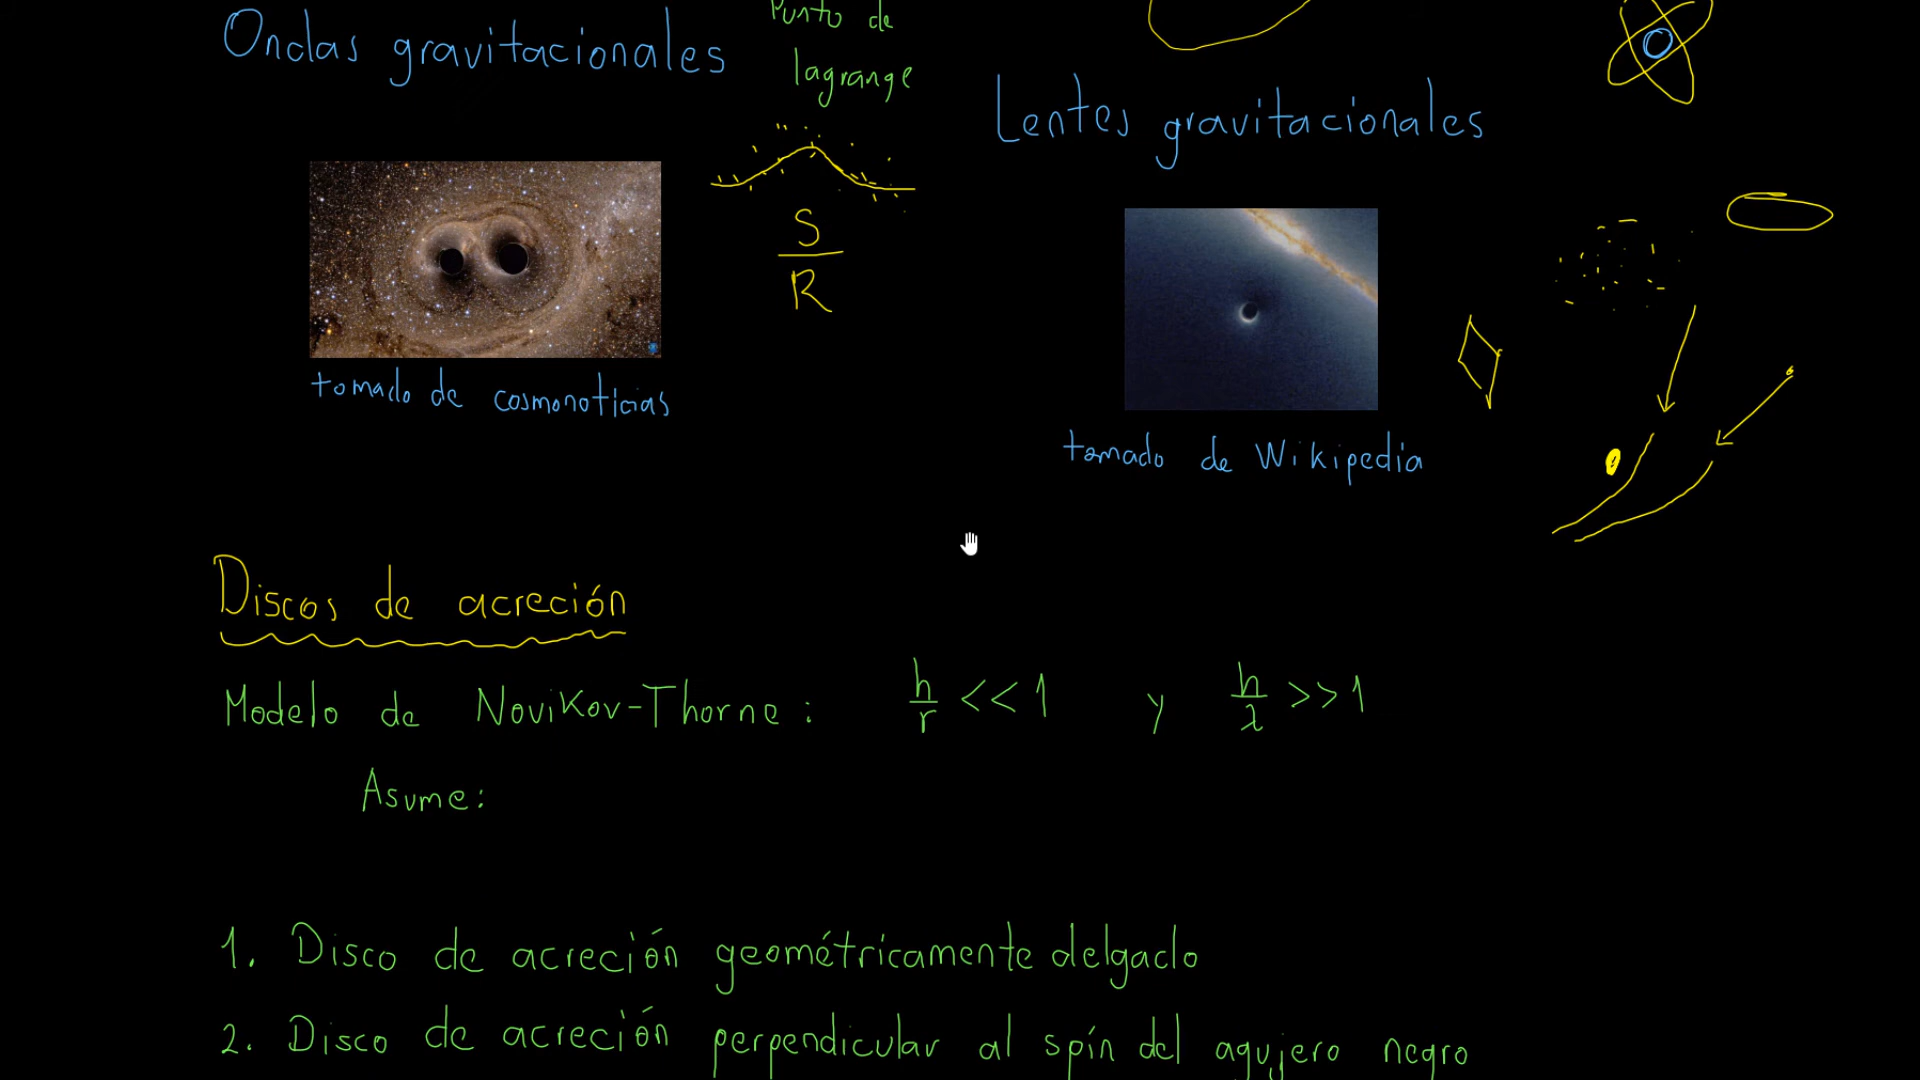 Ondas gravitacionales
Punto de
lagrange
Lentes gravitacionales
S
R
tomado de cosmonoticias
tomado de Wikipedia
Discos de acreción
Modelo de Novikov-Thorne: h/r <<1 y h/λ >>1
Asume:
1. Disco de acreción geométricamente delgado
2. Disco de acreción perpendicular al spín del agujero negro